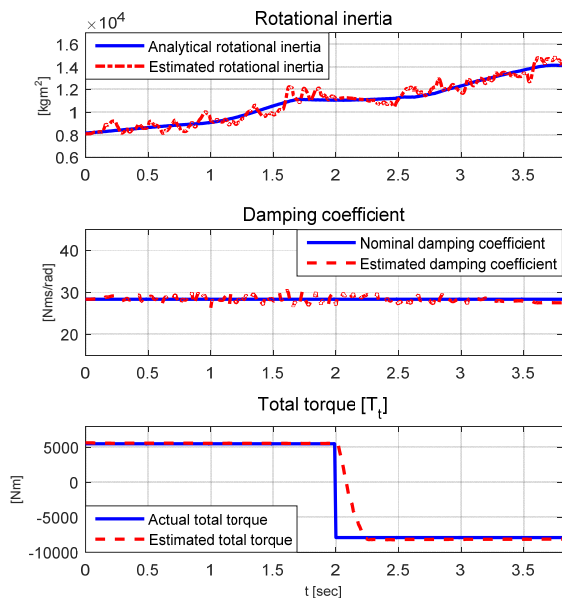 Rotational inertia
×10⁴
1.6
1.4
1.2
1
0.8
0.6
[kgm²]
Analytical rotational inertia
Estimated rotational inertia
0 0.5 1 1.5 2 2.5 3 3.5
Damping coefficient
40
30
20
[Nms/rad]
Nominal damping coefficient
Estimated damping coefficient
0 0.5 1 1.5 2 2.5 3 3.5
Total torque [Tₜ]
5000
0
-5000
-10000
[Nm]
Actual total torque
Estimated total torque
0 0.5 1 1.5 2 2.5 3 3.5
t [sec]